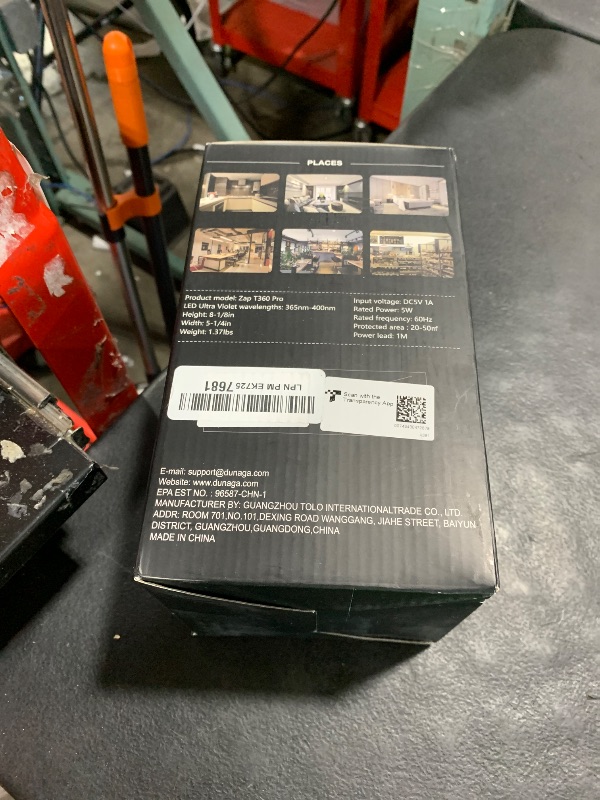 PLACES
Product model: Zap T360 Pro
LED Ultra Violet wavelengths: 365nm-400nm
Height: 8-1/8in
Width: 5-1/4in
Weight: 1.37lbs
Input voltage: DC5V 1A
Rated Power: 5W
Rated frequency: 60Hz
Protected area : 20-50㎡
Power lead: 1M
LPN PM EK725 7681
Scan with the
Transparency App
E-mail: support@dunaga.com
Website: www.dunaga.com
EPA EST NO. : 96587-CHN-1
MANUFACTURER BY: GUANGZHOU TOLO INTERNATIONALTRADE CO., LTD.
ADDR: ROOM 701,NO.101,DEXING ROAD WANGGANG, JIAHE STREET, BAIYUN
DISTRICT, GUANGZHOU,GUANGDONG,CHINA
MADE IN CHINA